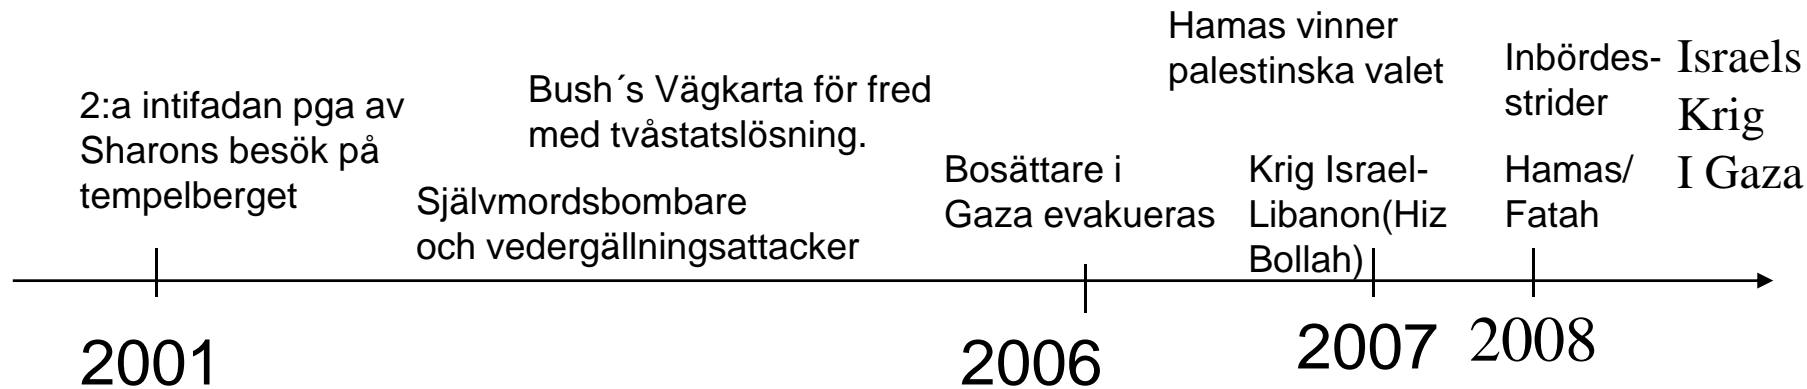 2:a intifadan pga av
Sharons besök på
tempelberget
Bush´s Vägkarta för fred
med tvåstatslösning.
Självmordsbombare
och vedergällningsattacker
Bosättare i
Gaza evakueras
Hamas vinner
palestinska valet
Krig Israel-
Libanon(Hiz
Bollah)
Inbördes-
strider
Hamas/
Fatah
Israels
Krig
I Gaza
2001
2006
2007
2008